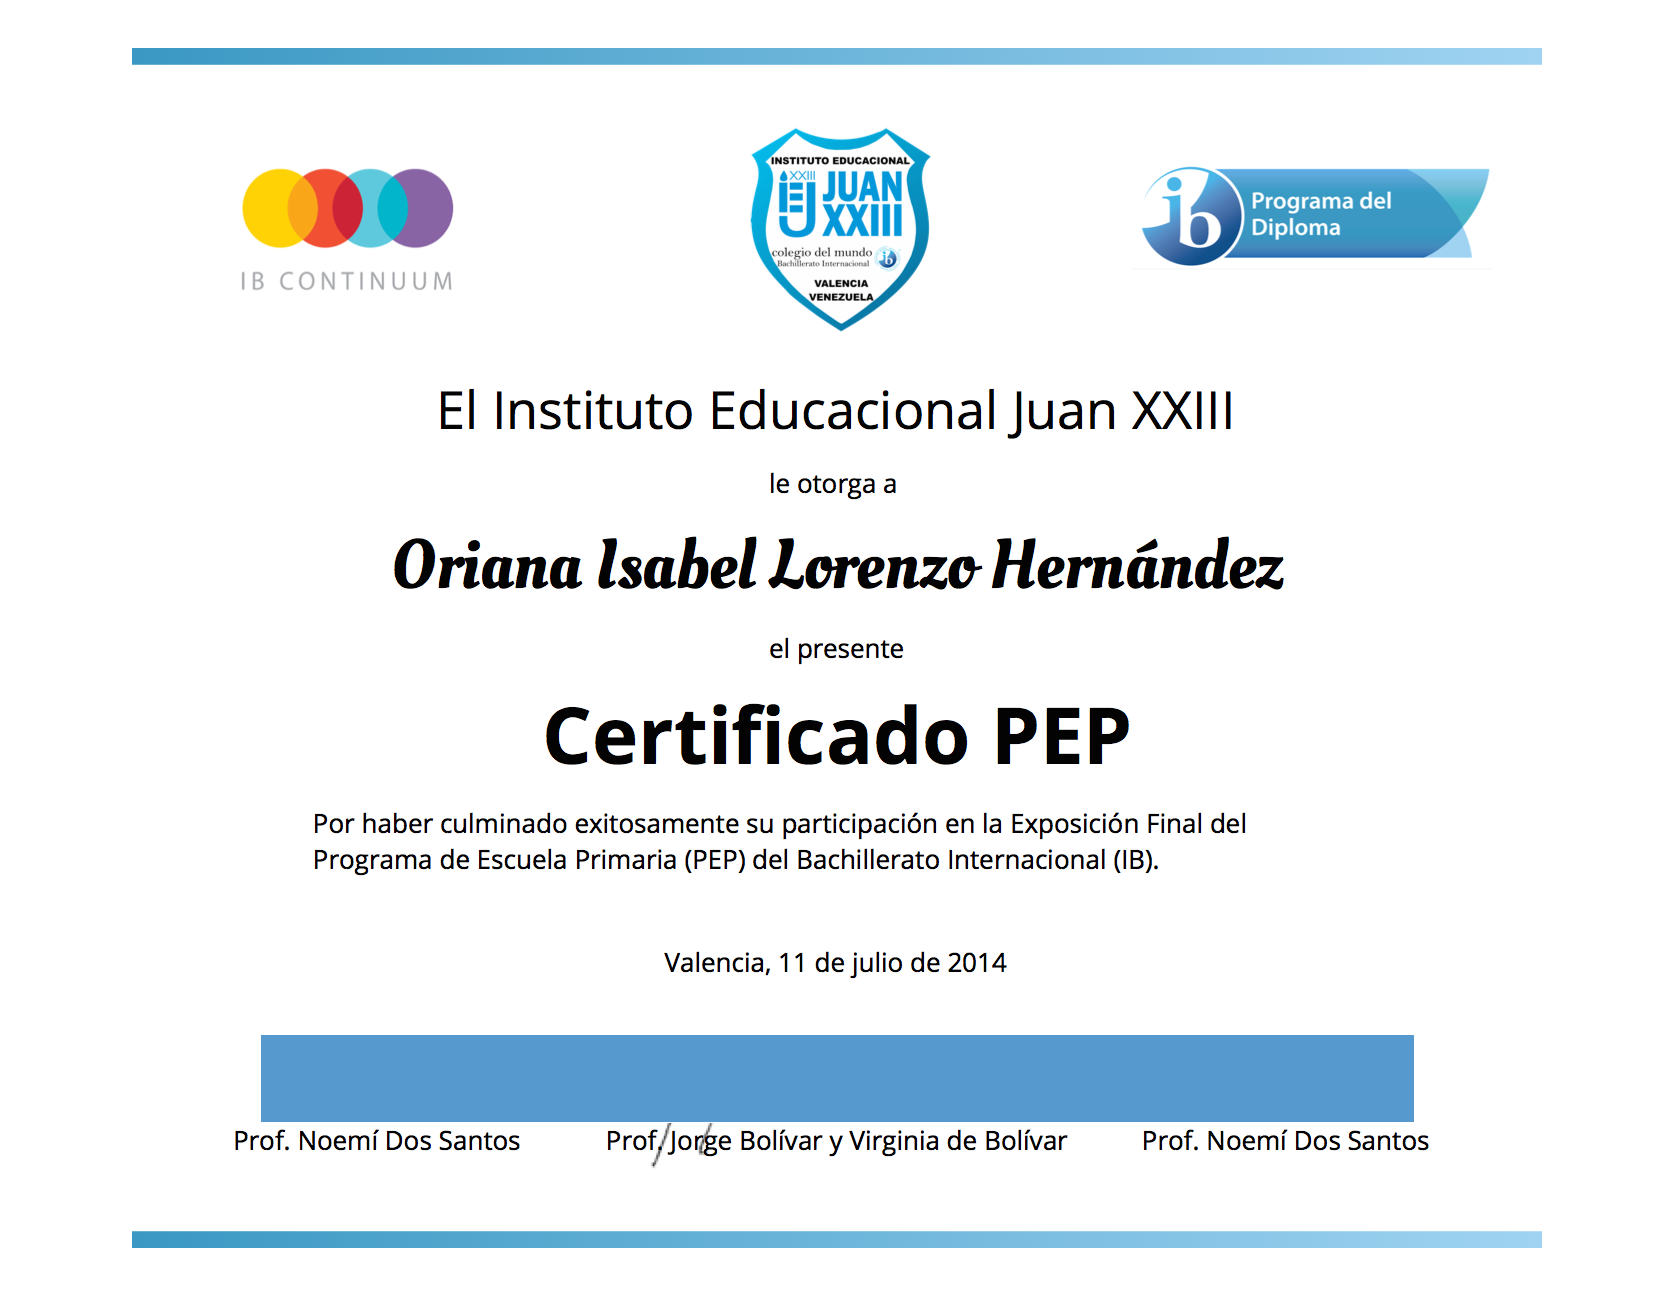 IB CONTINUUM
INSTITUTO EDUCACIONAL
XXIII
JUAN
XXIII
colegio del mundo
Bachillerato Internacional ib
VALENCIA
VENEZUELA
ib
Programa del
Diploma
El Instituto Educacional Juan XXIII
le otorga a
Oriana Isabel Lorenzo Hernández
el presente
Certificado PEP
Por haber culminado exitosamente su participación en la Exposición Final del
Programa de Escuela Primaria (PEP) del Bachillerato Internacional (IB).
Valencia, 11 de julio de 2014
Prof. Noemí Dos Santos
Prof. Jorge Bolívar y Virginia de Bolívar
Prof. Noemí Dos Santos